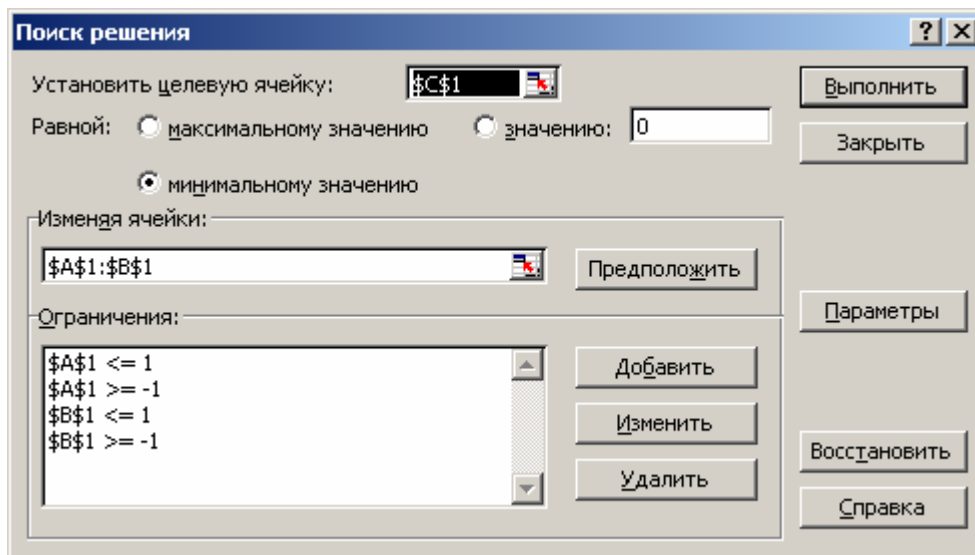 Поиск решения
Установить целевую ячейку: $C$1
Выполнить
Равной: максимальному значению значению: 0
Закрыть
минимальному значению
Изменяя ячейки:
$A$1:$B$1
Предположить
Ограничения:
Параметры
$A$1 <= 1
$A$1 >= -1
$B$1 <= 1
$B$1 >= -1
Добавить
Изменить
Удалить
Восстановить
Справка